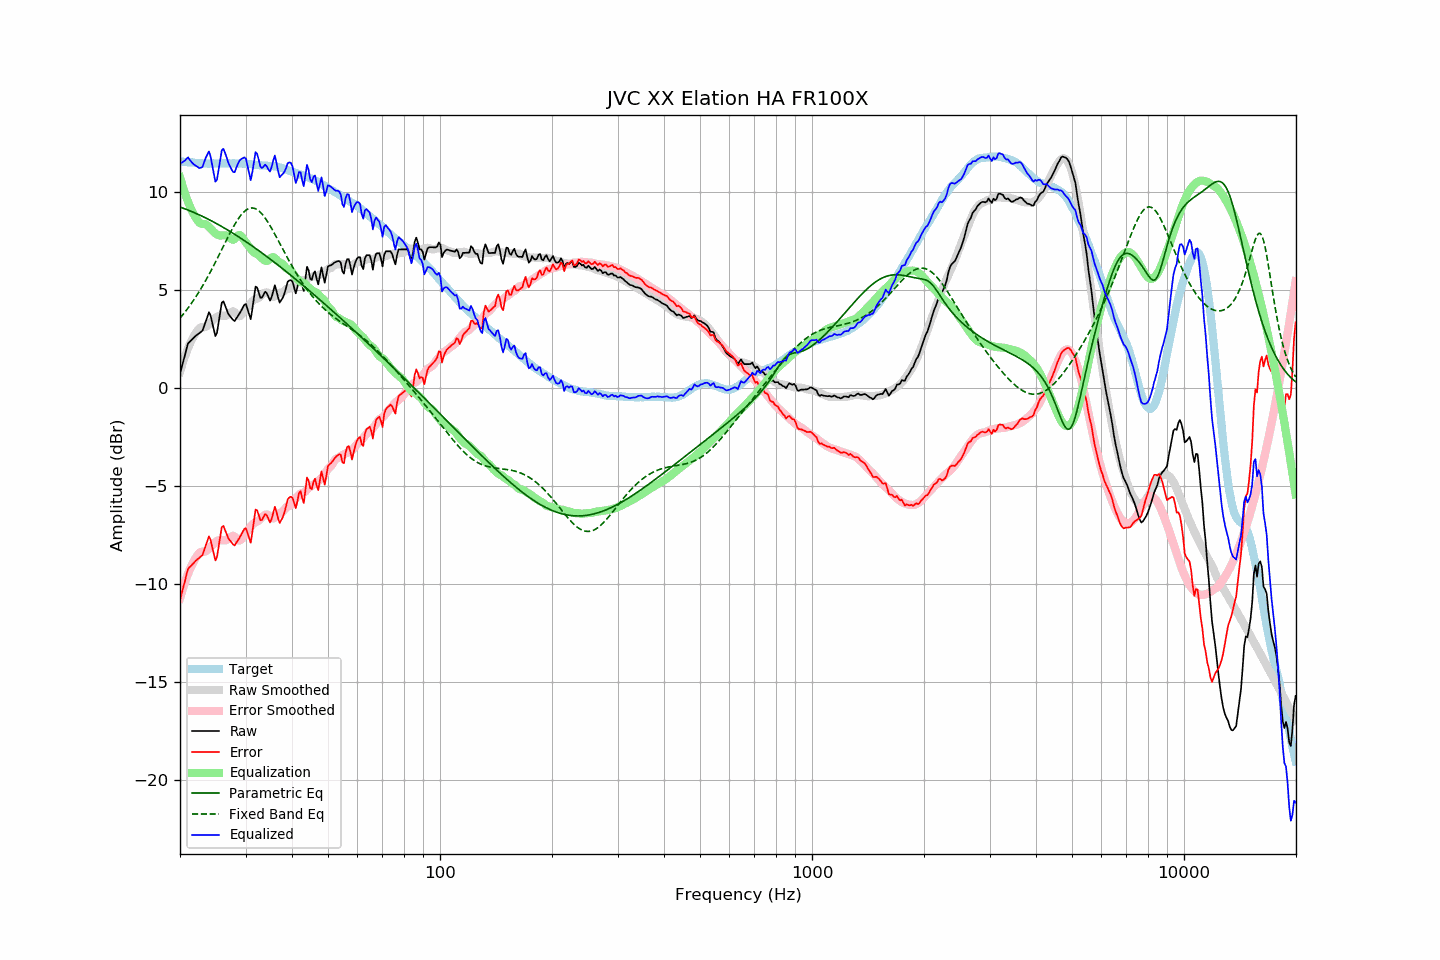 JVC XX Elation HA FR100X
Amplitude (dBr)
10
5
0
−5
−10
−15
−20
Target
Raw Smoothed
Error Smoothed
Raw
Error
Equalization
Parametric Eq
Fixed Band Eq
Equalized
100
1000
10000
Frequency (Hz)